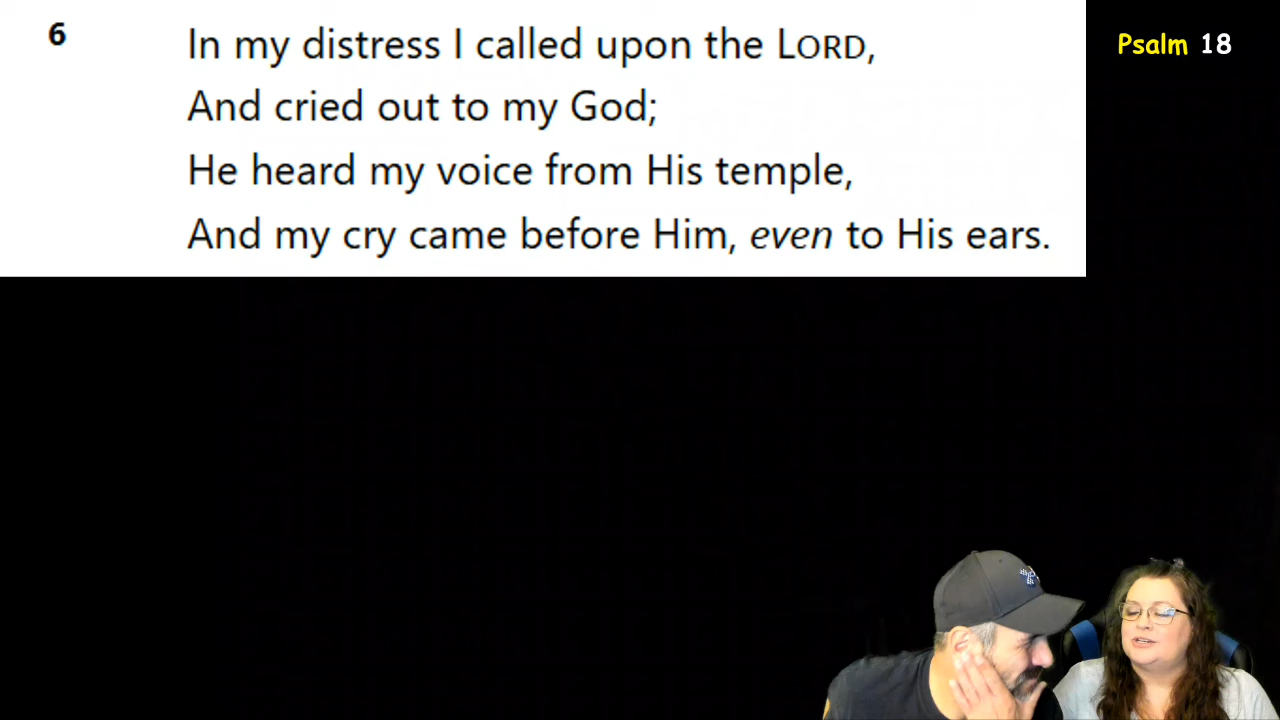 6 In my distress I called upon the LORD,
And cried out to my God;
He heard my voice from His temple,
And my cry came before Him, even to His ears.
Psalm 18